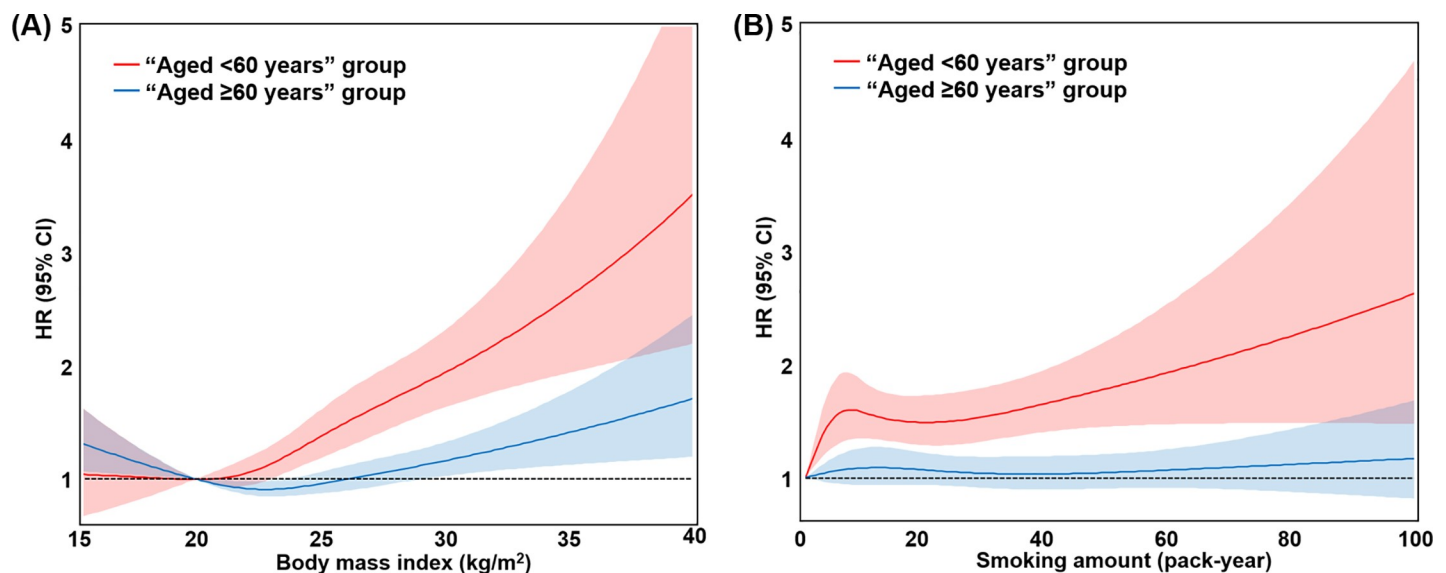 (A)
HR (95% CI)
5
4
3
2
1
“Aged <60 years” group
“Aged ≥60 years” group
15 20 25 30 35 40
Body mass index (kg/m²)
(B)
HR (95% CI)
5
4
3
2
1
“Aged <60 years” group
“Aged ≥60 years” group
0 20 40 60 80 100
Smoking amount (pack-year)